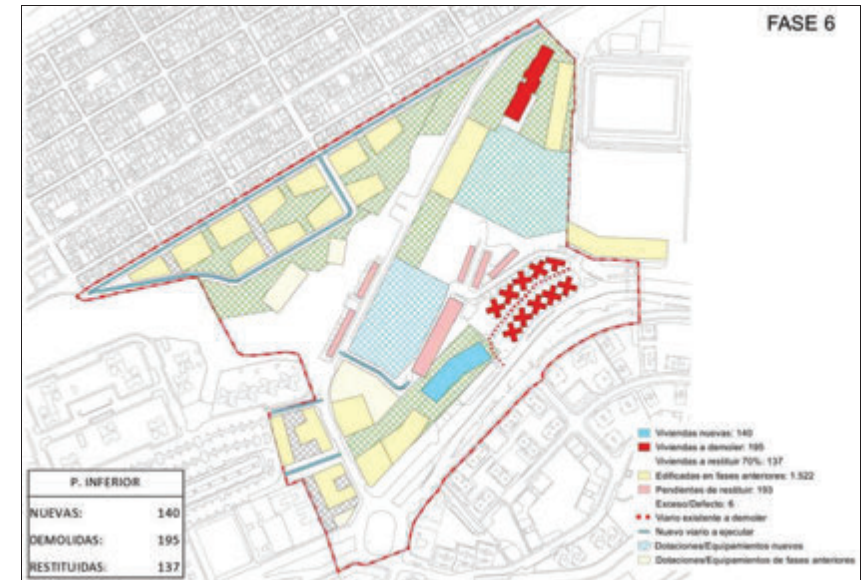 FASE 6
Viviendas nuevas: 140
Viviendas a demoler: 195
Viviendas a restituir 70%: 137
Edificadas en fases anteriores: 1.522
Pendientes de restituir: 193
Exceso/Defecto: 6
Viario existente a demoler
Nuevo viario a ejecutar
Dotaciones/Equipamientos nuevos
Dotaciones/Equipamientos de fases anteriores
P. INFERIOR
NUEVAS: 140
DEMOLIDAS: 195
RESTITUIDAS: 137